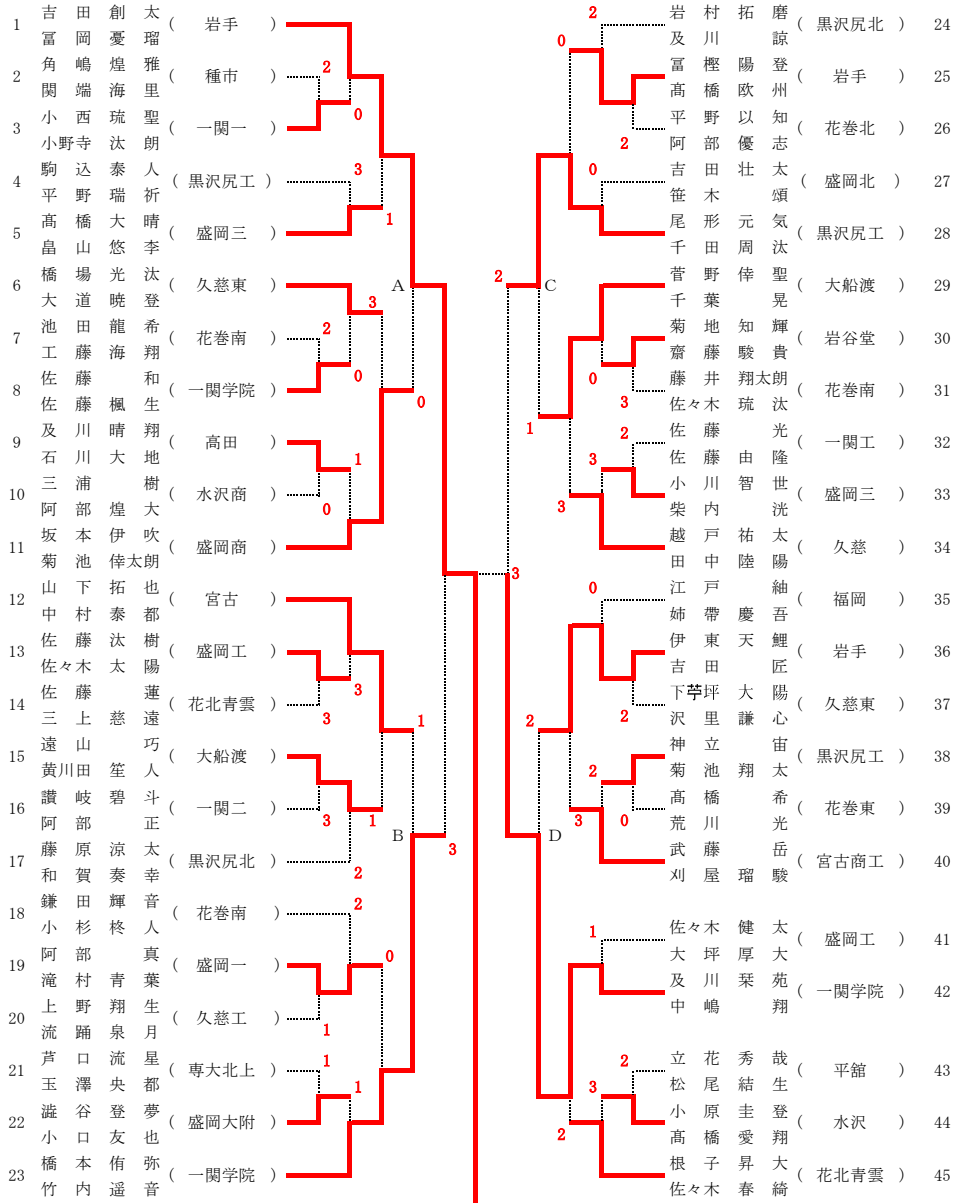 吉田創太
1 ( 岩手 )
冨岡憂瑠
角嶋煌雅
2 ( 種市 )
関端海里
小西琉聖
3 ( 一関一 )
小野寺汰朗
駒込泰人
4 ( 黒沢尻工 )
平野瑞祈
髙橋大晴
5 ( 盛岡三 )
畠山悠李
橋場光汰
6 ( 久慈東 )
大道暁登
池田龍希
7 ( 花巻南 )
工藤海翔
佐藤和
8 ( 一関学院 )
佐藤楓生
及川晴翔
9 ( 高田 )
石川大地
三浦樹
10 ( 水沢商 )
阿部煌大
坂本伊吹
11 ( 盛岡商 )
菊池倖太朗
山下拓也
12 ( 宮古 )
中村泰都
佐藤汰樹
13 ( 盛岡工 )
佐々木太陽
佐藤蓮
14 ( 花北青雲 )
三上慈遠
遠山巧
15 ( 大船渡 )
黄川田笙人
讃岐碧斗
16 ( 一関二 )
阿部正
藤原涼太
17 ( 黒沢尻北 )
和賀奏幸
鎌田輝音
18 ( 花巻南 )
小杉柊人
阿部真
19 ( 盛岡一 )
滝村青葉
上野翔生
20 ( 久慈工 )
流踊泉月
芦口流星
21 ( 専大北上 )
玉澤央都
澁谷登夢
22 ( 盛岡大附 )
小口友也
橋本侑弥
23 ( 一関学院 )
竹内遥音
2
0
3
1
3
2
0
0
1
0
A
3
3
1
3
1
2
B
3
2
0
1
1
1
岩村拓磨
( 黒沢尻北 ) 24
及川諒
冨樫陽登
( 岩手 ) 25
髙橋欧州
平野以知
( 花巻北 ) 26
阿部優志
吉田壮太
( 盛岡北 ) 27
笹木頌
尾形元気
( 黒沢尻工 ) 28
千田周汰
菅野倖聖
( 大船渡 ) 29
千葉晃
菊地知輝
( 岩谷堂 ) 30
齋藤駿貴
藤井翔太朗
( 花巻南 ) 31
佐々木琉汰
佐藤光
( 一関工 ) 32
佐藤由隆
小川智世
( 盛岡三 ) 33
柴内洸
越戸祐太
( 久慈 ) 34
田中陸陽
江戸紬
( 福岡 ) 35
姉帶慶吾
伊東天鯉
( 岩手 ) 36
吉田匠
下苧坪大陽
( 久慈東 ) 37
沢里謙心
神立宙
( 黒沢尻工 ) 38
菊池翔太
髙橋希
( 花巻東 ) 39
荒川光
武藤岳
( 宮古商工 ) 40
刈屋瑠駿
佐々木健太
( 盛岡工 ) 41
大坪厚大
及川栞苑
( 一関学院 ) 42
中嶋翔
立花秀哉
( 平舘 ) 43
松尾結生
小原圭登
( 水沢 ) 44
髙橋愛翔
根子昇大
( 花北青雲 ) 45
佐々木春綺
2
0
2
0
2
C
0
3
1
2
3
3
3
0
2
2
2
3
0
D
1
2
3
2